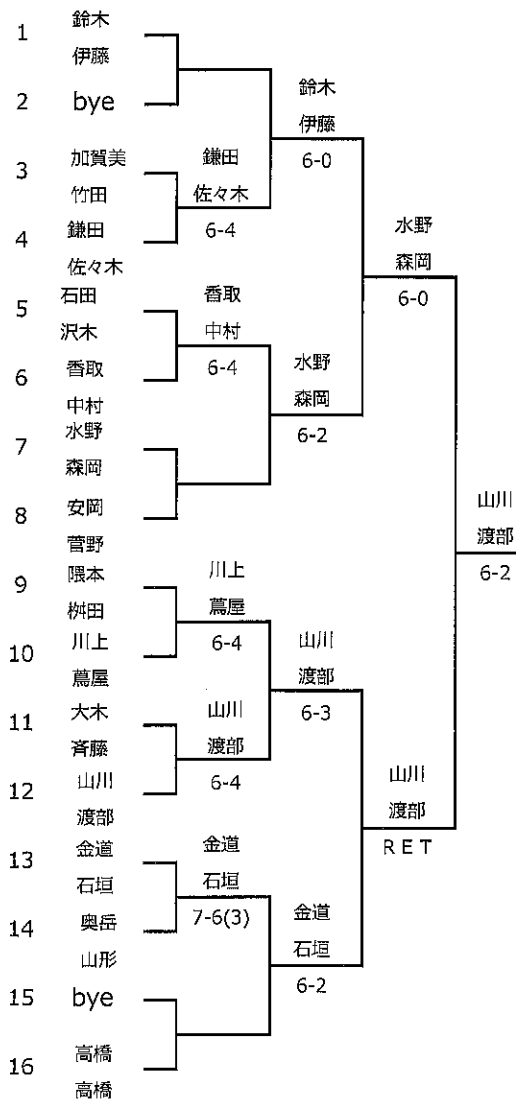 1 鈴木
伊藤
2 bye
3 加賀美
竹田
4 鎌田
佐々木
5 石田
沢木
6 香取
中村
7 水野
森岡
8 安岡
菅野
9 隈本
桝田
10 川上
蔦屋
11 大木
斉藤
12 山川
渡部
13 金道
石垣
14 奥岳
山形
15 bye
16 高橋
高橋
鎌田
佐々木
6-4
香取
中村
6-4
川上
蔦屋
6-4
山川
渡部
6-4
金道
石垣
7-6(3)
鈴木
伊藤
6-0
水野
森岡
6-2
山川
渡部
6-3
金道
石垣
6-2
水野
森岡
6-0
山川
渡部
RET
山川
渡部
6-2